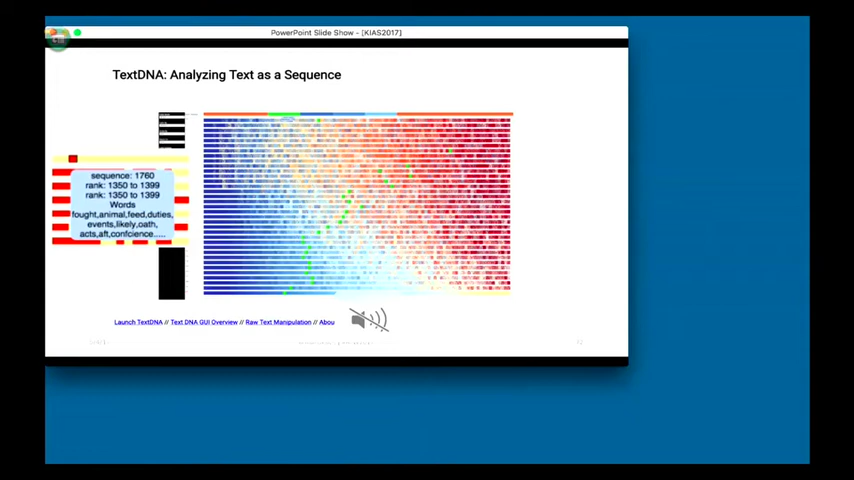 PowerPoint Slide Show - [KIAS2017]
TextDNA: Analyzing Text as a Sequence
sequence: 1760
rank: 1350 to 1399
rank: 1350 to 1399
Words
fought,animal,feed,duties,
events,likely,oath,
acts,aft,confcience.....
Launch TextDNA // Text DNA GUI Overview // Raw Text Manipulation // Abou